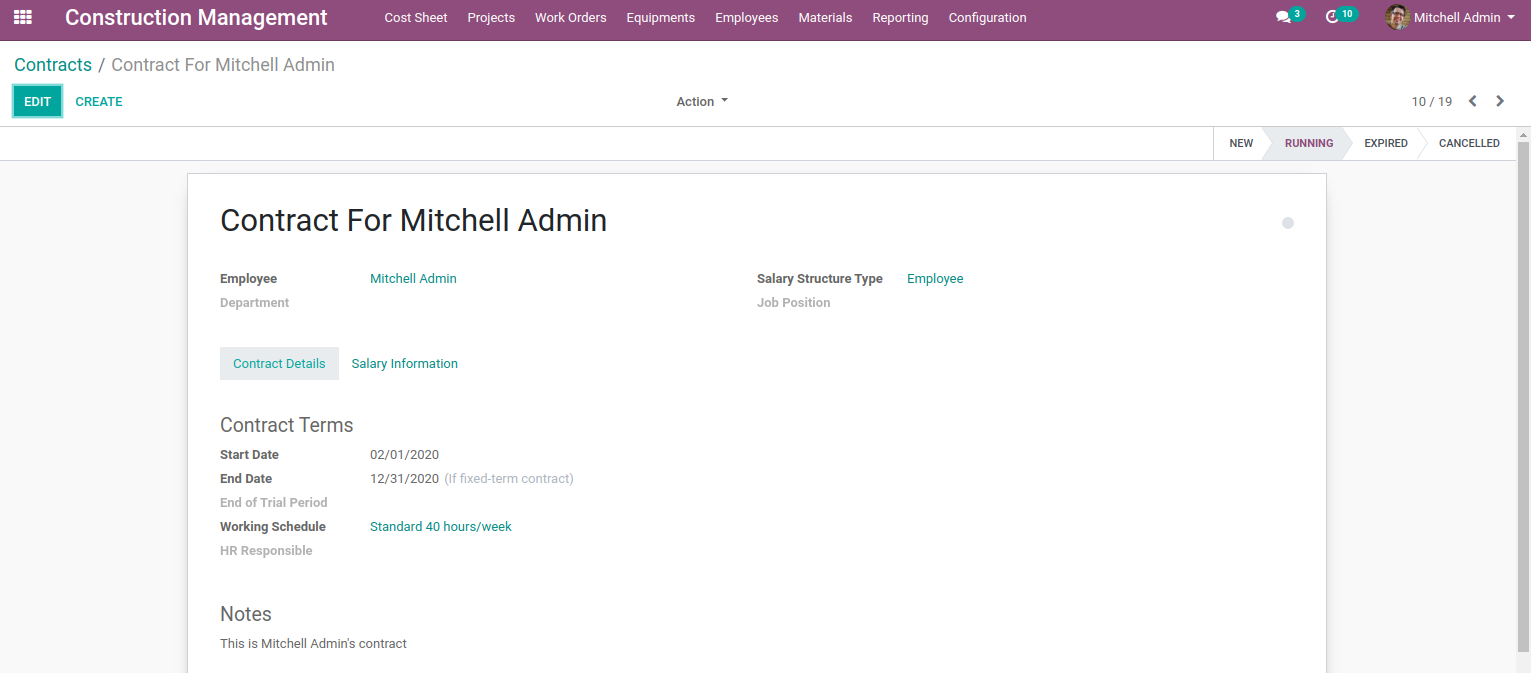 Construction Management Cost Sheet Projects Work Orders Equipments Employees Materials Reporting Configuration 3 10 Mitchell Admin
Contracts / Contract For Mitchell Admin
EDIT CREATE Action 10 / 19
NEW RUNNING EXPIRED CANCELLED
Contract For Mitchell Admin
Employee Mitchell Admin Salary Structure Type Employee
Department Job Position
Contract Details Salary Information
Contract Terms
Start Date 02/01/2020
End Date 12/31/2020 (If fixed-term contract)
End of Trial Period
Working Schedule Standard 40 hours/week
HR Responsible
Notes
This is Mitchell Admin's contract